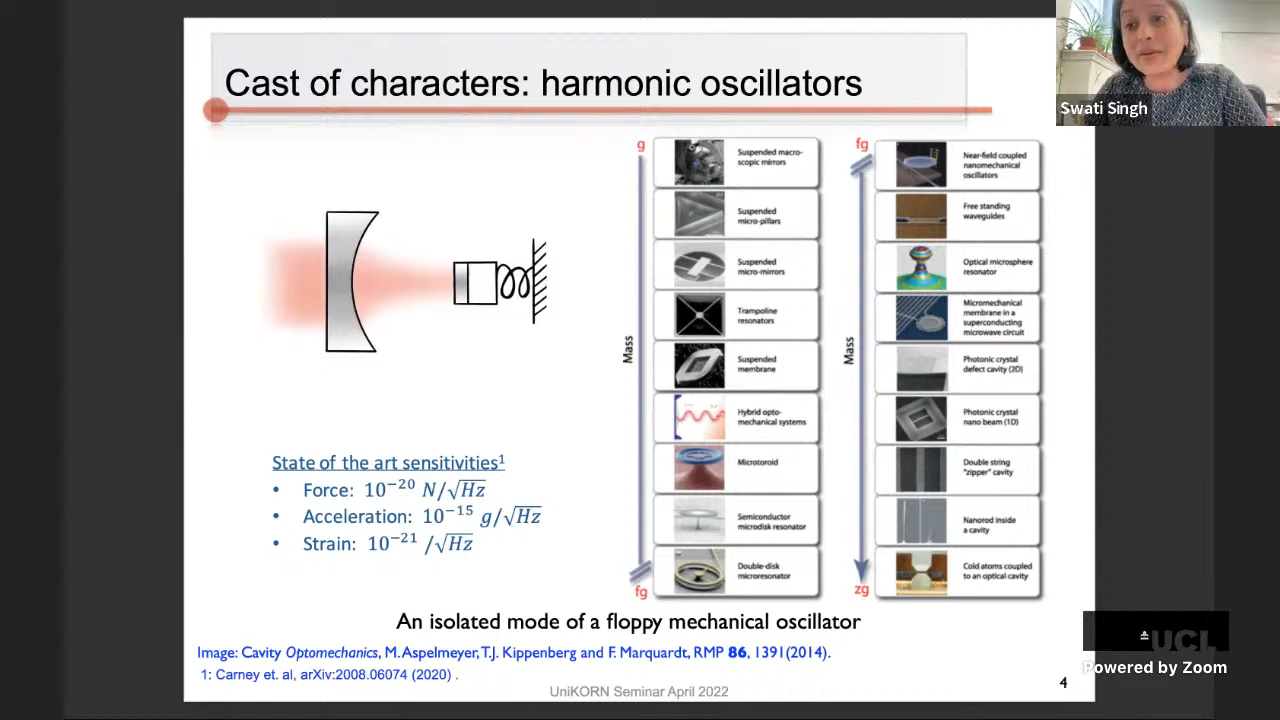 Cast of characters: harmonic oscillators
Swati Singh
g
Mass
fg
Suspended macro-
scopic mirrors
Suspended
micro-pillars
Suspended
micro-mirrors
Trampoline
resonators
Suspended
membrane
Hybrid opto-
mechanical systems
Microtoroid
Semiconductor
microdisk resonator
Double-disk
microresonator
fg
Mass
zg
Near-field coupled
nanomechanical
oscillators
Free standing
waveguides
Optical microsphere
resonator
Micromechanical
membrane in a
superconducting
microwave circuit
Photonic crystal
defect cavity (2D)
Photonic crystal
nano beam (1D)
Double string
"zipper" cavity
Nanorod inside
a cavity
Cold atoms coupled
to an optical cavity
State of the art sensitivities¹
• Force: 10⁻²⁰ N/√Hz
• Acceleration: 10⁻¹⁵ g/√Hz
• Strain: 10⁻²¹ /√Hz
An isolated mode of a floppy mechanical oscillator
Image: Cavity Optomechanics, M. Aspelmeyer, T.J. Kippenberg and F. Marquardt, RMP 86, 1391(2014).
1: Carney et. al, arXiv:2008.06074 (2020) .
UniKORN Seminar April 2022
4
UCL
Powered by Zoom